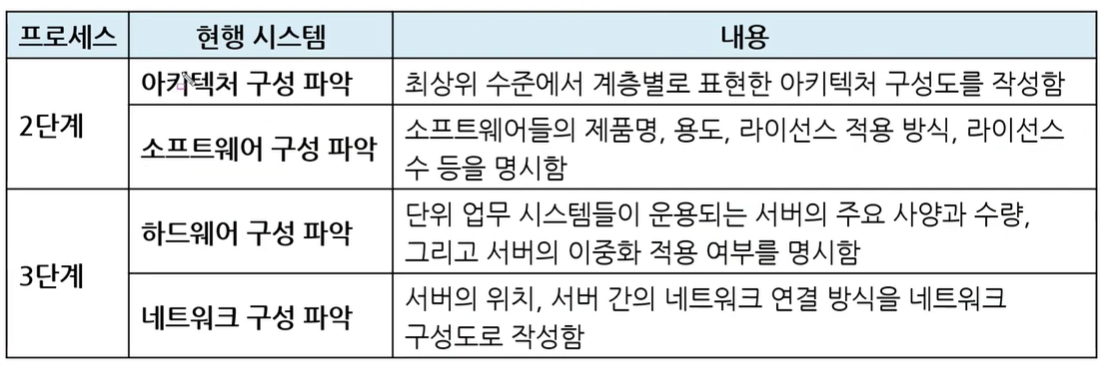 프로세스 현행 시스템 내용
2단계
아키텍처 구성 파악
최상위 수준에서 계층별로 표현한 아키텍처 구성도를 작성함
소프트웨어 구성 파악
소프트웨어들의 제품명, 용도, 라이선스 적용 방식, 라이선스
수 등을 명시함
3단계
하드웨어 구성 파악
단위 업무 시스템들이 운용되는 서버의 주요 사양과 수량,
그리고 서버의 이중화 적용 여부를 명시함
네트워크 구성 파악
서버의 위치, 서버 간의 네트워크 연결 방식을 네트워크
구성도로 작성함